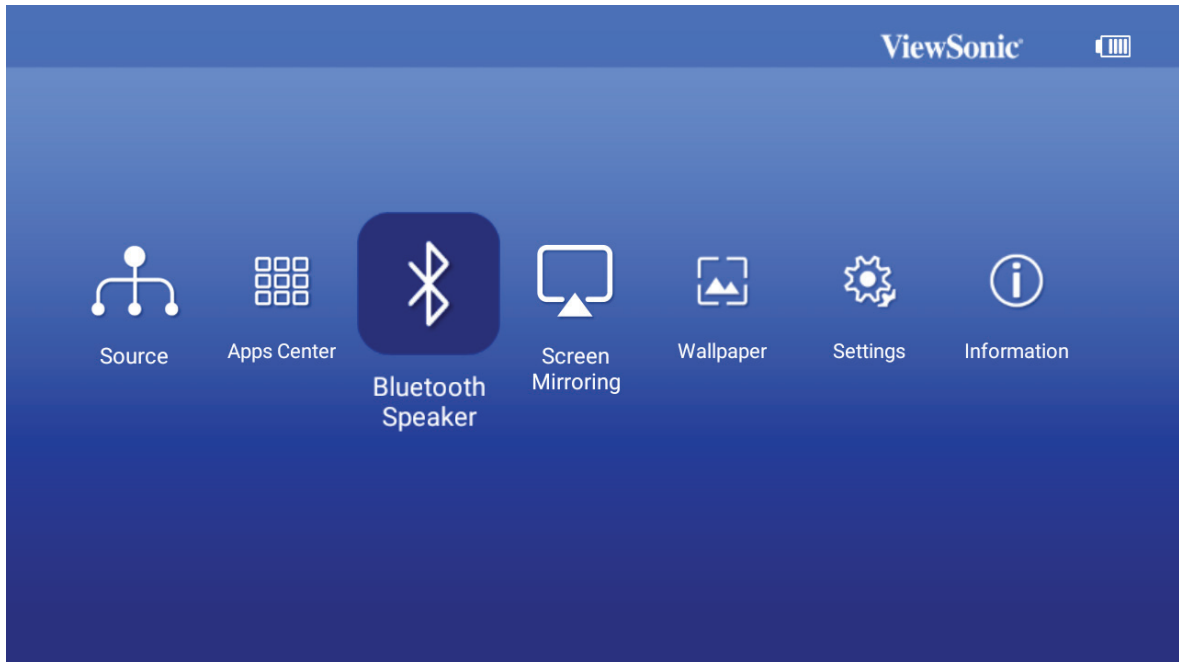 ViewSonic
Source
Apps Center
Bluetooth
Speaker
Screen
Mirroring
Wallpaper
Settings
Information